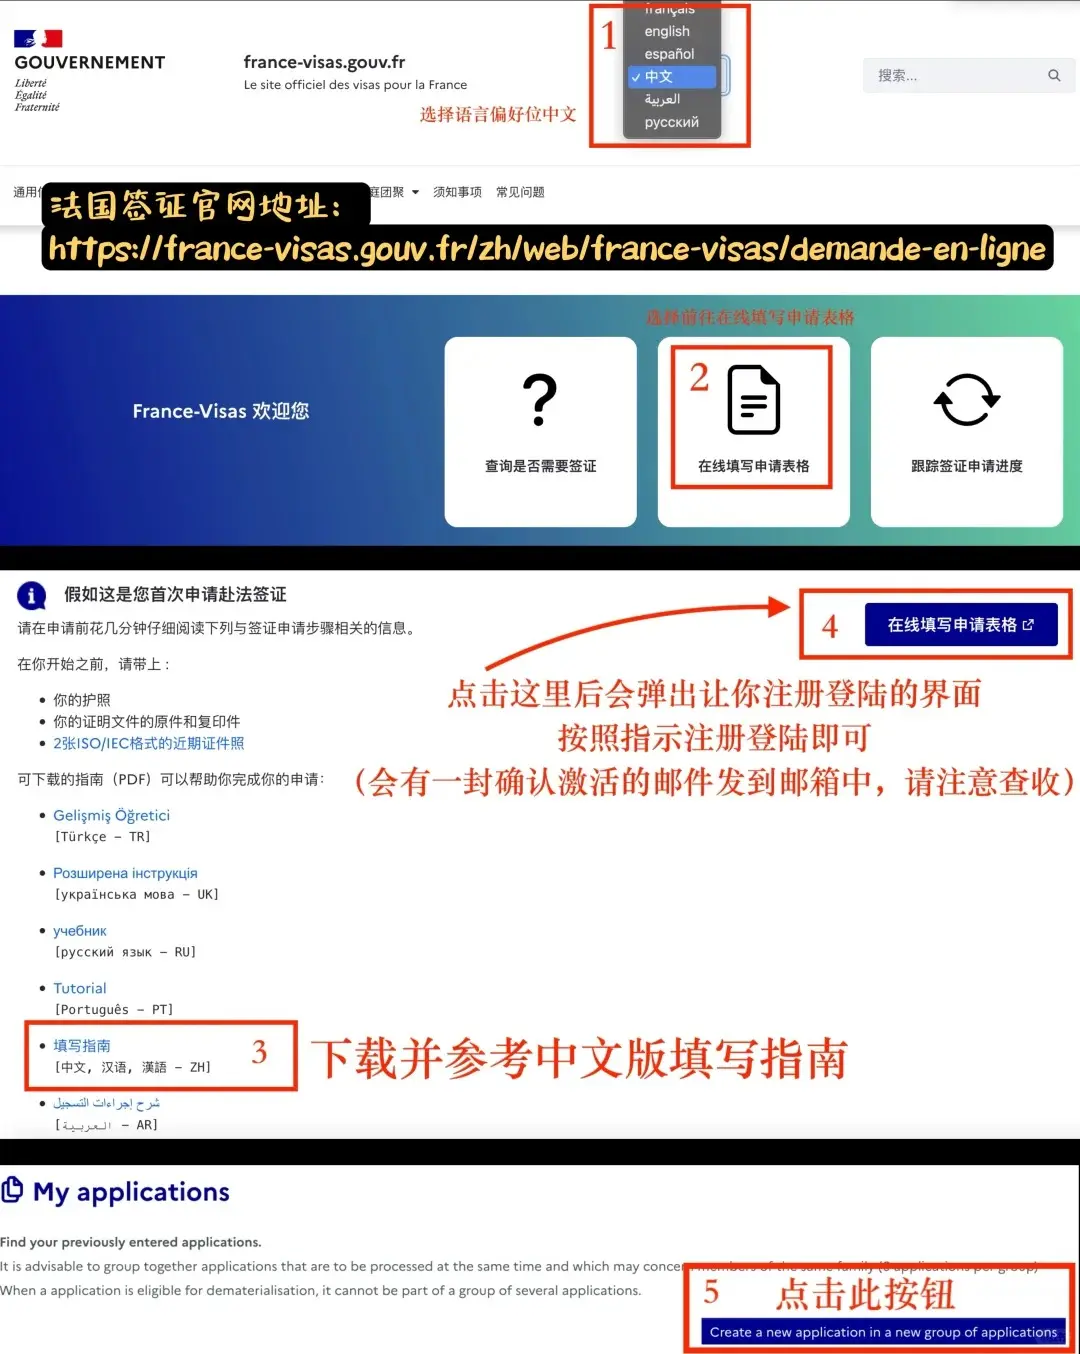 1
français
english
español
✓ 中文
العربية
русский
GOUVERNEMENT
Liberté
Égalité
Fraternité
france-visas.gouv.fr
Le site officiel des visas pour la France
选择语言偏好位中文
搜索...
庭团聚 须知事项 常见问题
法国签证官网地址：
https://france-visas.gouv.fr/zh/web/france-visas/demande-en-ligne
选择前往在线填写申请表格
2
France-Visas 欢迎您
查询是否需要签证
在线填写申请表格
跟踪签证申请进度
假如这是您首次申请赴法签证
请在申请前花几分钟仔细阅读下列与签证申请步骤相关的信息。
4
在线填写申请表格
在你开始之前，请带上：
• 你的护照
• 你的证明文件的原件和复印件
• 2张ISO/IEC格式的近期证件照
点击这里后会弹出让你注册登陆的界面
按照指示注册登陆即可
（会有一封确认激活的邮件发到邮箱中，请注意查收）
可下载的指南（PDF）可以帮助你完成你的申请：
• Gelişmiş Öğretici
[Türkçe – TR]
• Розширена інструкція
[українська мова – UK]
• учебник
[русский язык – RU]
• Tutorial
[Português – PT]
• 填写指南
[中文, 汉语, 漢語 – ZH]
3
下载并参考中文版填写指南
• شرح إجراءات التسجيل
[العربية – AR]
My applications
Find your previously entered applications.
It is advisable to group together applications that are to be processed at the same time and which may concern members of the same family (8 applications per group)
When a application is eligible for dematerialisation, it cannot be part of a group of several applications.
5
点击此按钮
Create a new application in a new group of applications